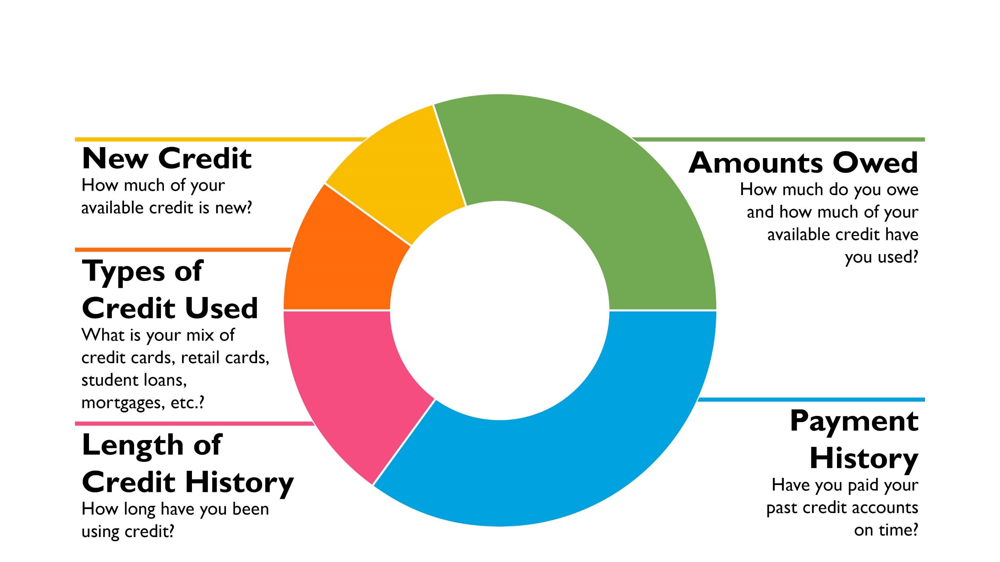 New Credit
How much of your
available credit is new?
Types of
Credit Used
What is your mix of
credit cards, retail cards,
student loans,
mortgages, etc.?
Length of
Credit History
How long have you been
using credit?
Amounts Owed
How much do you owe
and how much of your
available credit have
you used?
Payment
History
Have you paid your
past credit accounts
on time?